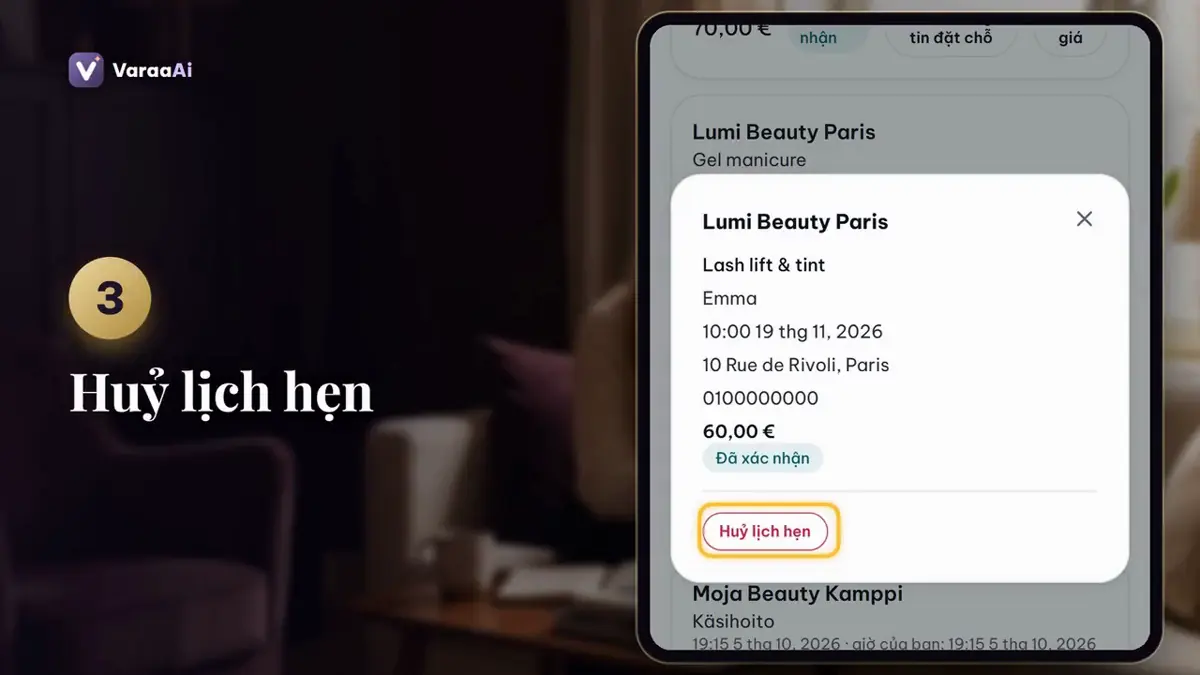 VaraaAi
3
Huỷ lịch hẹn
70,00 €
nhận
tin đặt chỗ
giá
Lumi Beauty Paris
Gel manicure
Lumi Beauty Paris
Lash lift & tint
Emma
10:00 19 thg 11, 2026
10 Rue de Rivoli, Paris
0100000000
60,00 €
Đã xác nhận
Huỷ lịch hẹn
Moja Beauty Kamppi
Käsihoito
19:15 5 thg 10, 2026 · giờ của bạn: 19:15 5 thg 10, 2026